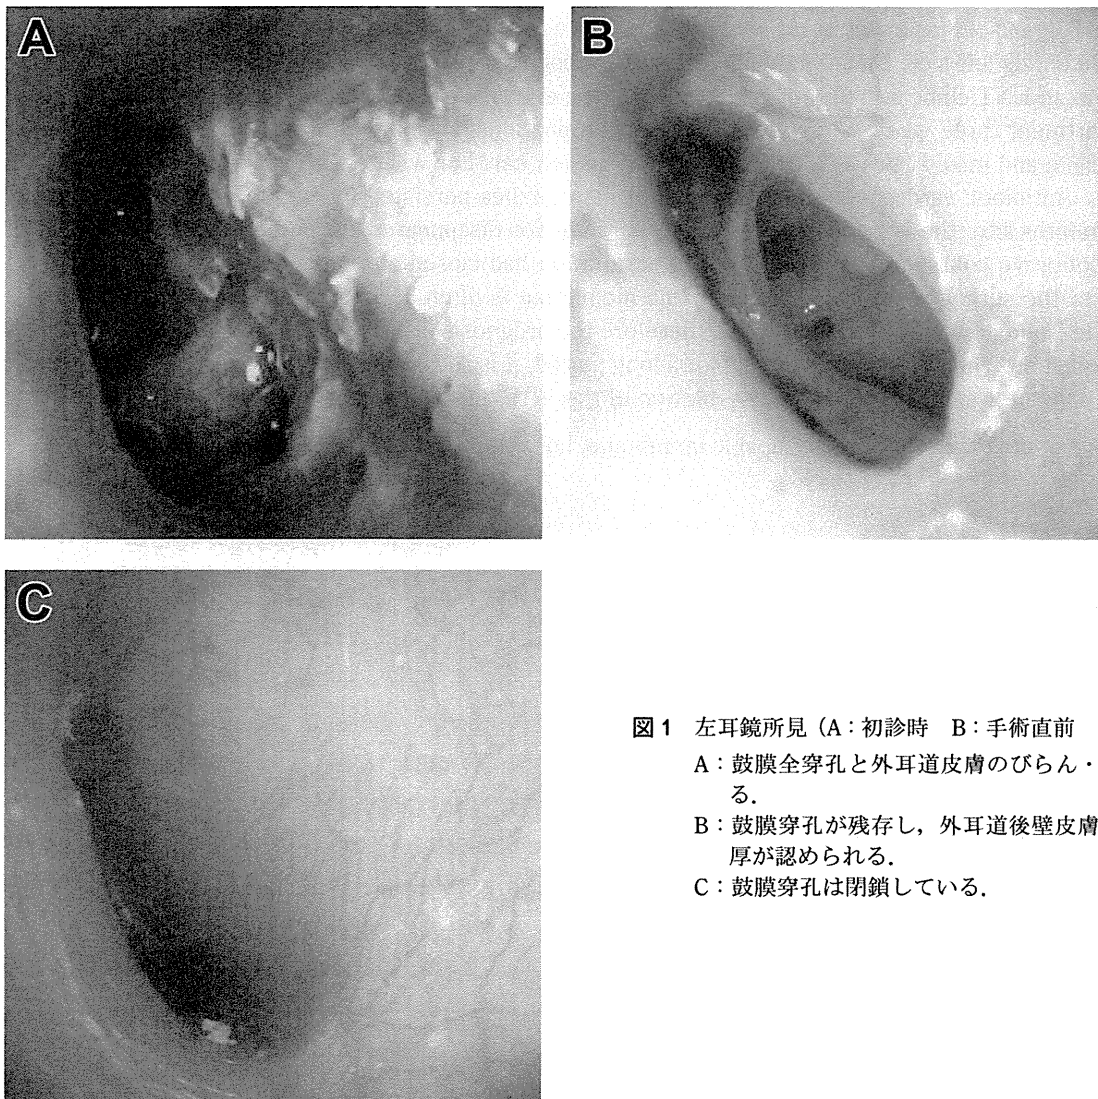 A
B
C
図1 左耳鏡所見（A：初診時 B：手術直前
A：鼓膜全穿孔と外耳道皮膚のびらん・
る．
B：鼓膜穿孔が残存し，外耳道後壁皮膚
厚が認められる．
C：鼓膜穿孔は閉鎖している．